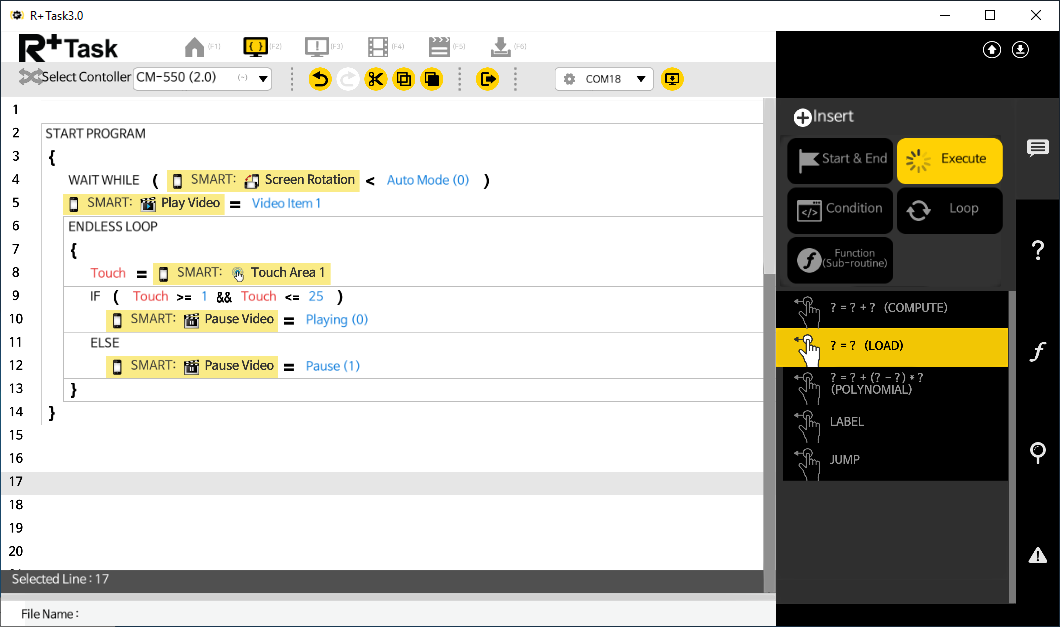 R+ Task3.0
R+Task (F1) { } (F2) (F3) (F4) (F5) (F6)
Select Contoller CM-550 (2.0) (-) COM18
1
2 START PROGRAM
3 {
4 WAIT WHILE ( SMART: Screen Rotation < Auto Mode (0) )
5 SMART: Play Video = Video Item 1
6 ENDLESS LOOP
7 {
8 Touch = SMART: Touch Area 1
9 IF ( Touch >= 1 && Touch <= 25 )
10 SMART: Pause Video = Playing (0)
11 ELSE
12 SMART: Pause Video = Pause (1)
13 }
14 }
15
16
17
18
19
20
Selected Line : 17
File Name :
Insert
Start & End
Execute
Condition
Loop
Function
(Sub-routine)
? = ? + ? (COMPUTE)
? = ? (LOAD)
? = ? + (? - ?) * ?
(POLYNOMIAL)
LABEL
JUMP